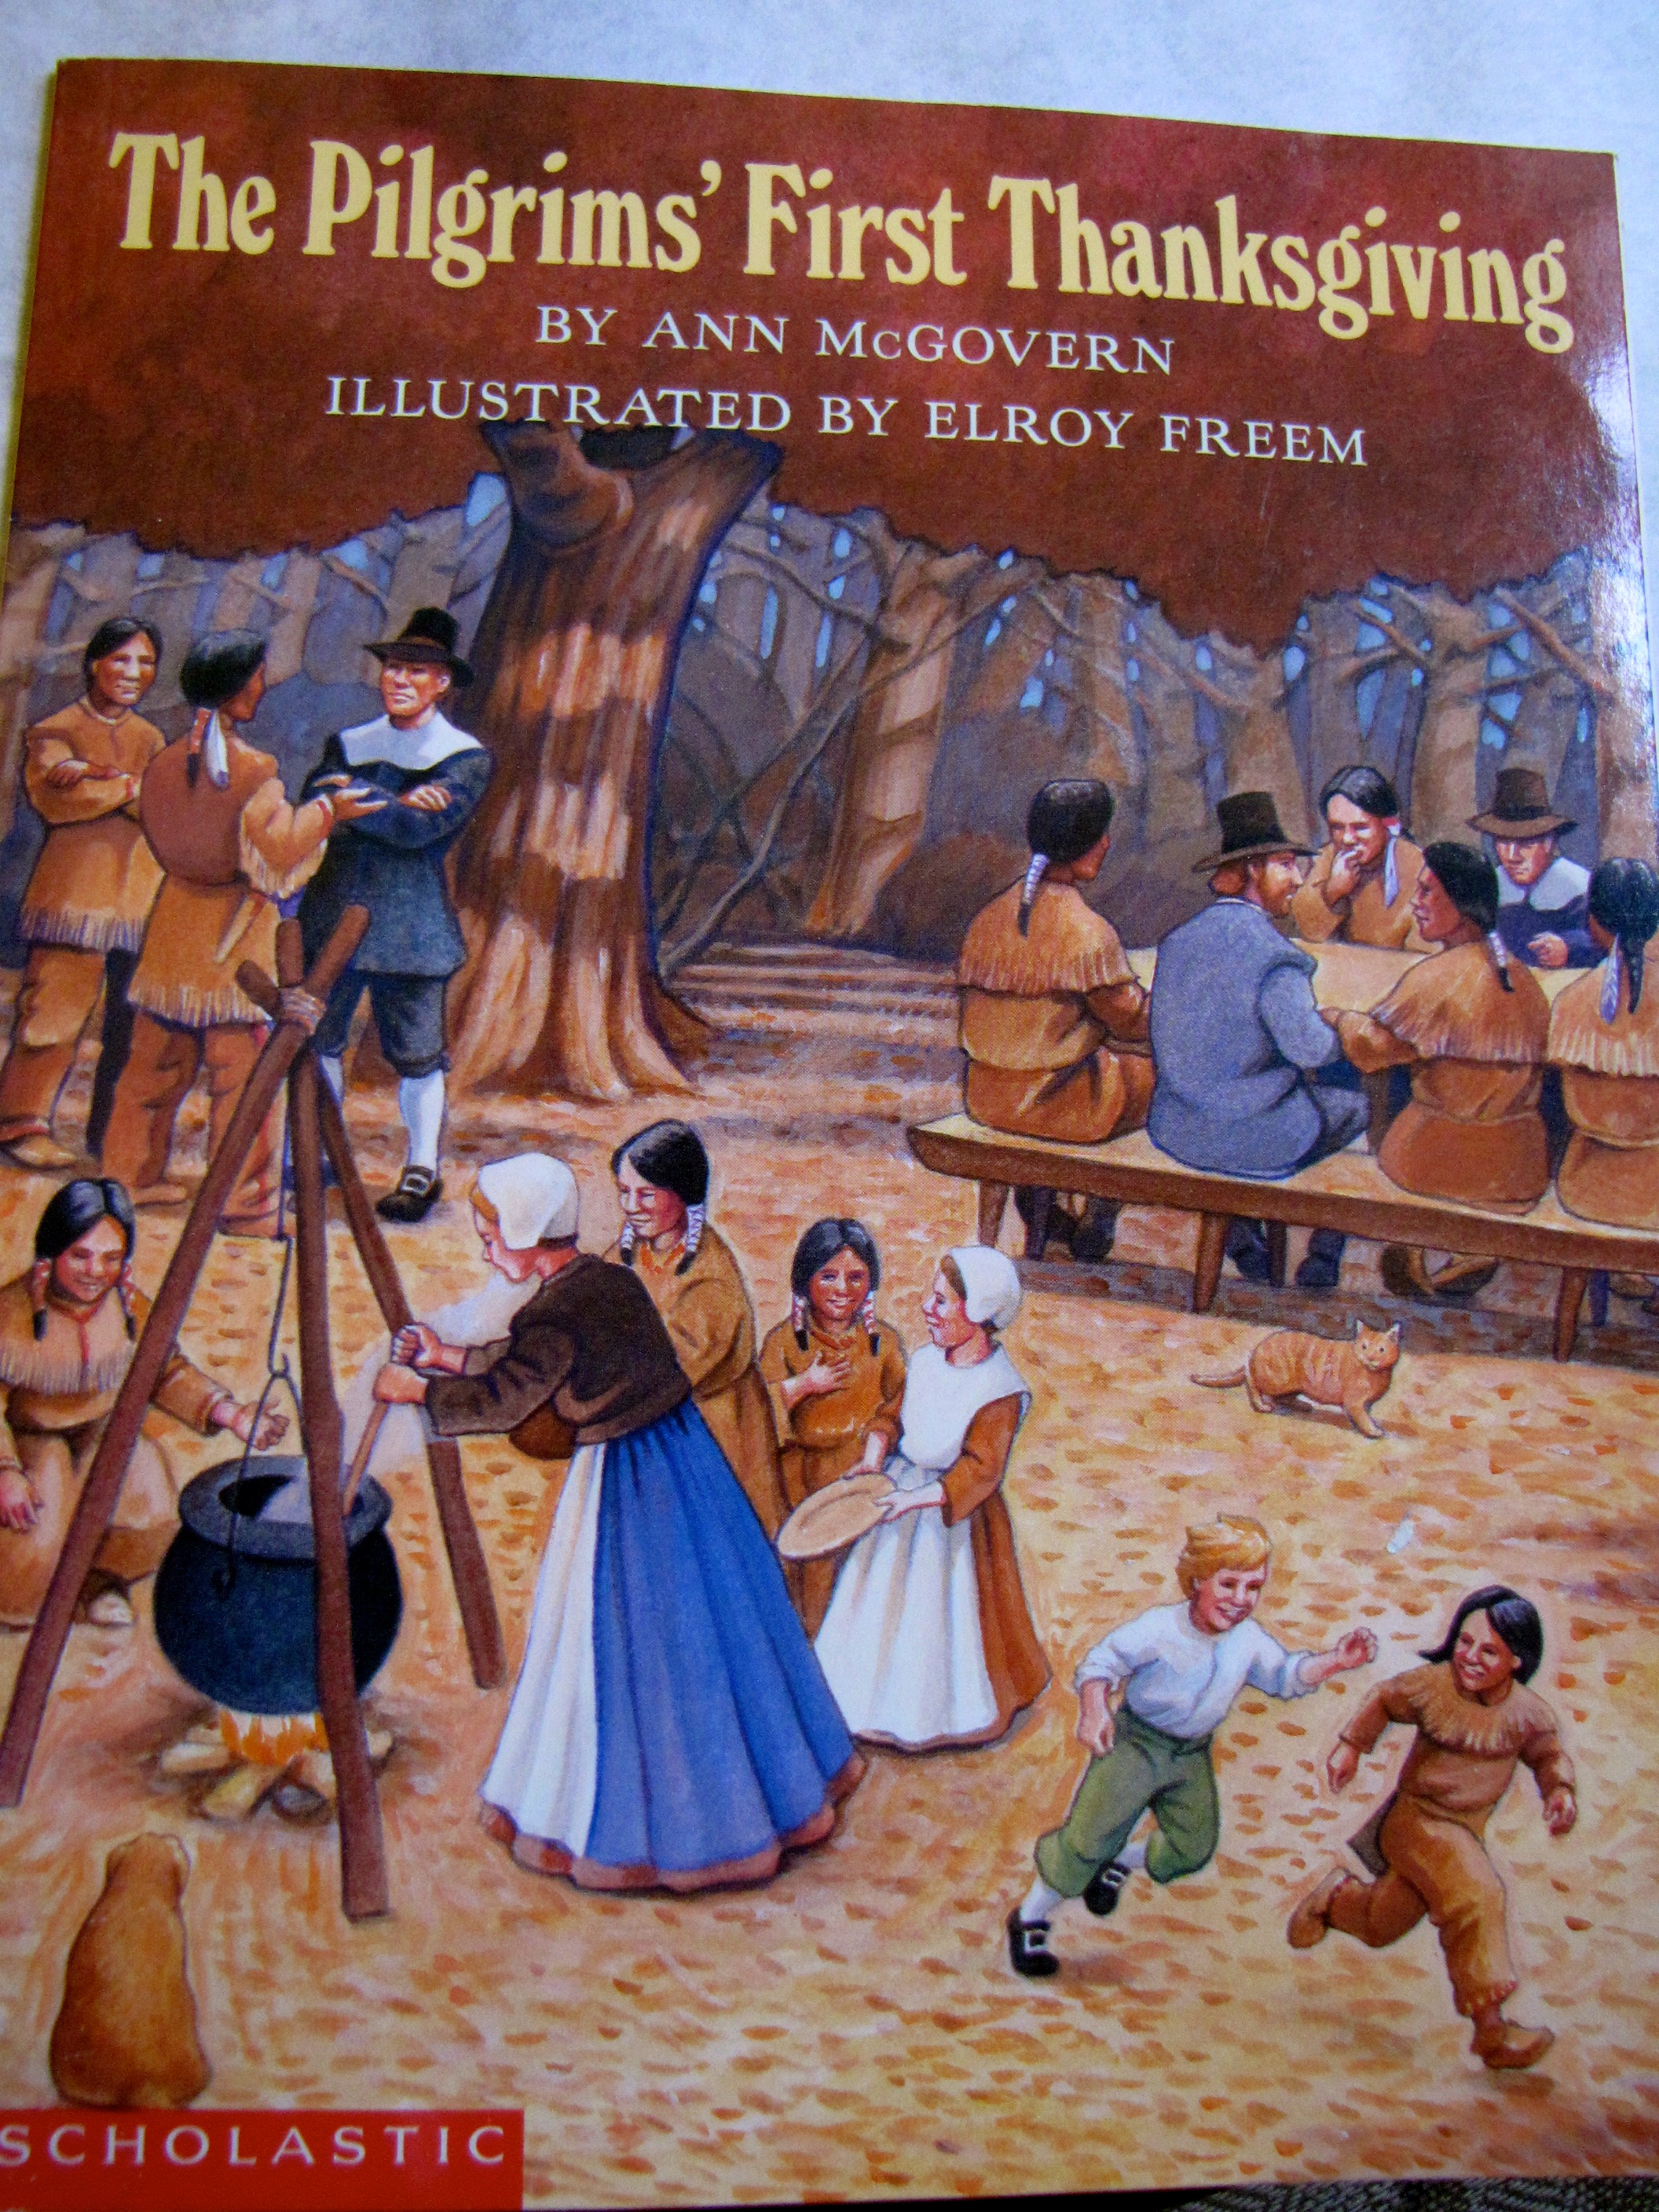 The Pilgrims' First Thanksgiving
BY ANN McGOVERN
ILLUSTRATED BY ELROY FREEM
SCHOLASTIC